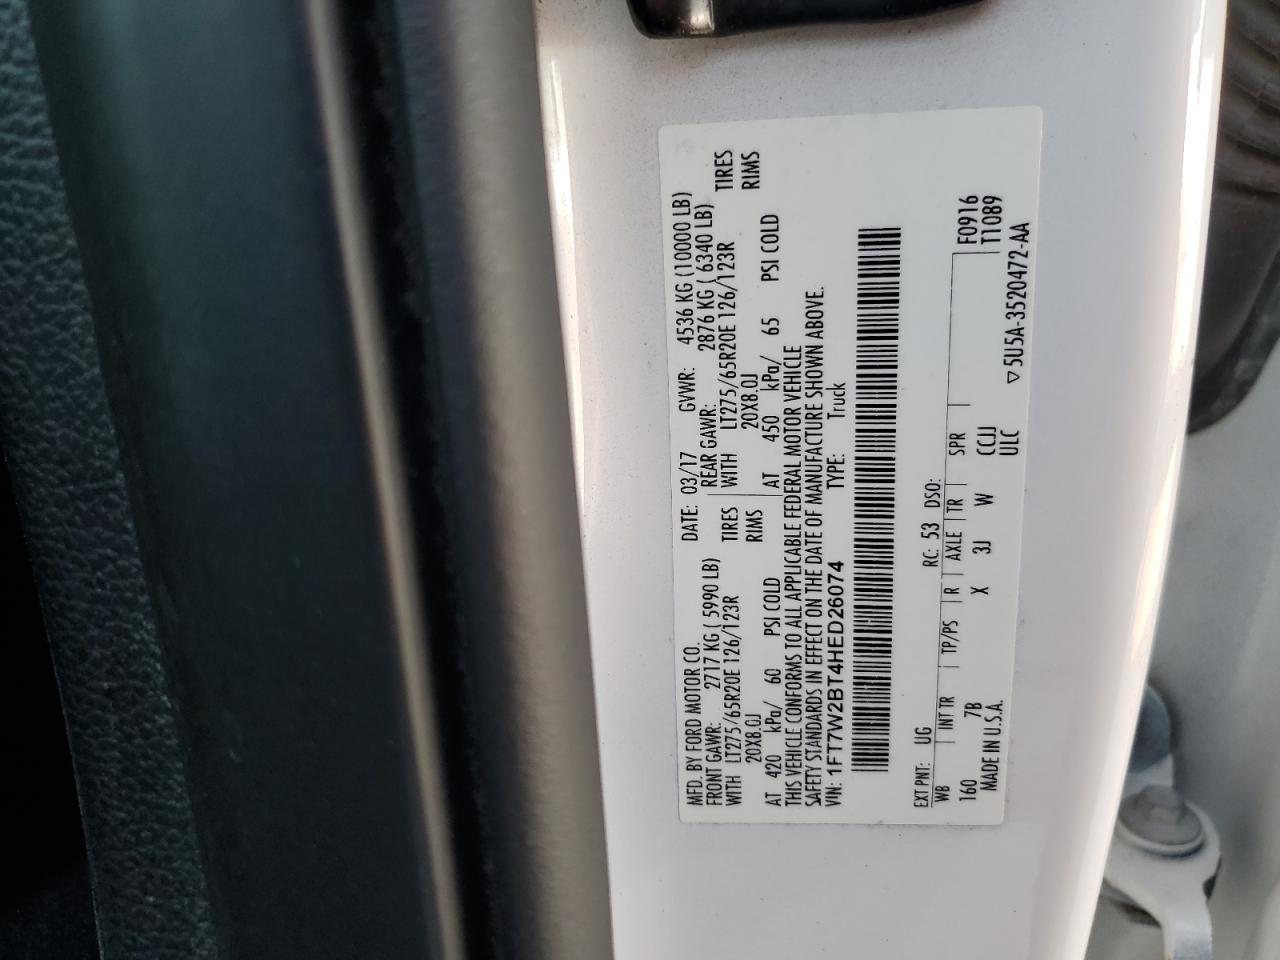 MFD. BY FORD MOTOR CO.
DATE: 03/17 GVWR: 4536 KG (10000 LB)
FRONT GAWR: 2717 KG ( 5990 LB)
REAR GAWR: 2876 KG ( 6340 LB)
WITH LT275/65R20E 126/123R TIRES
WITH LT275/65R20E 126/123R TIRES
20X8.0J RIMS
20X8.0J RIMS
AT 420 kPa/ 60 PSI COLD
AT 450 kPa/ 65 PSI COLD
THIS VEHICLE CONFORMS TO ALL APPLICABLE FEDERAL MOTOR VEHICLE
SAFETY STANDARDS IN EFFECT ON THE DATE OF MANUFACTURE SHOWN ABOVE.
VIN: 1FT7W2BT4HED26074 TYPE: Truck
EXT PNT: UG RC: 53 DSO:
WB INT TR TP/PS R AXLE TR SPR
F0916
160 7B X 3J W CCJJ
T1089
MADE IN U.S.A. ULC
▽5U5A-3520472-AA